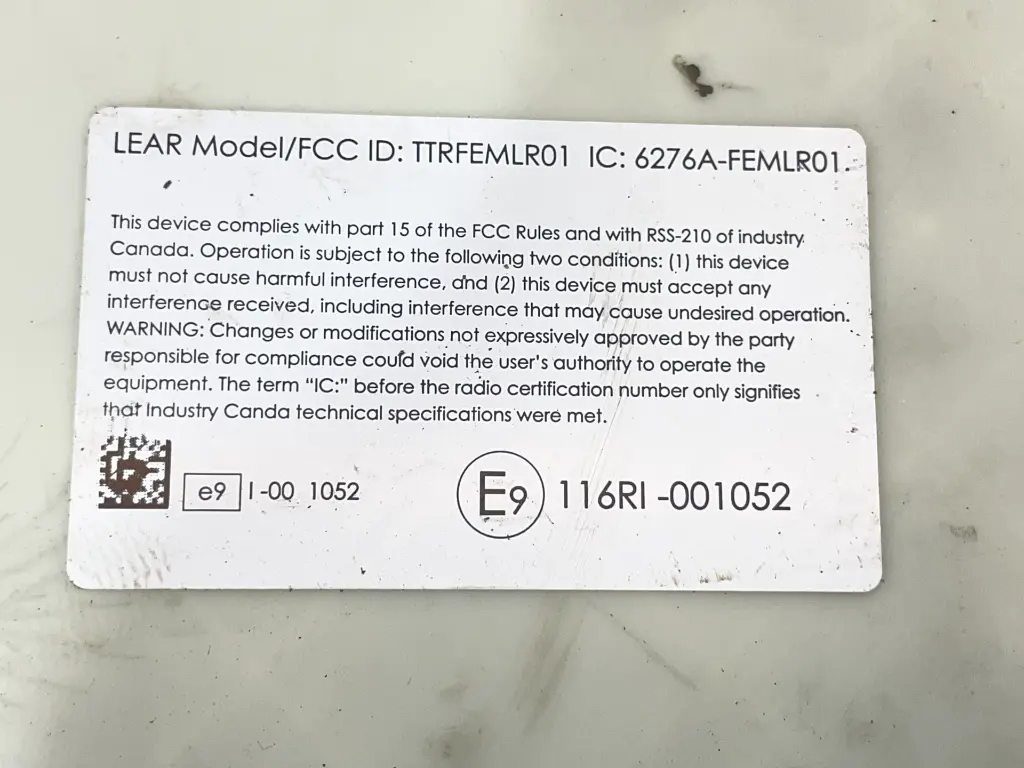 LEAR Model/FCC ID: TTRFEMLR01 IC: 6276A-FEMLR01
This device complies with part 15 of the FCC Rules and with RSS-210 of industry
Canada. Operation is subject to the following two conditions: (1) this device
must not cause harmful interference, and (2) this device must accept any
interference received, including interference that may cause undesired operation.
WARNING: Changes or modifications not expressively approved by the party
responsible for compliance could void the user's authority to operate the
equipment. The term "IC:" before the radio certification number only signifies
that Industry Canda technical specifications were met.
e9 I-00 1052
E9 116RI-001052